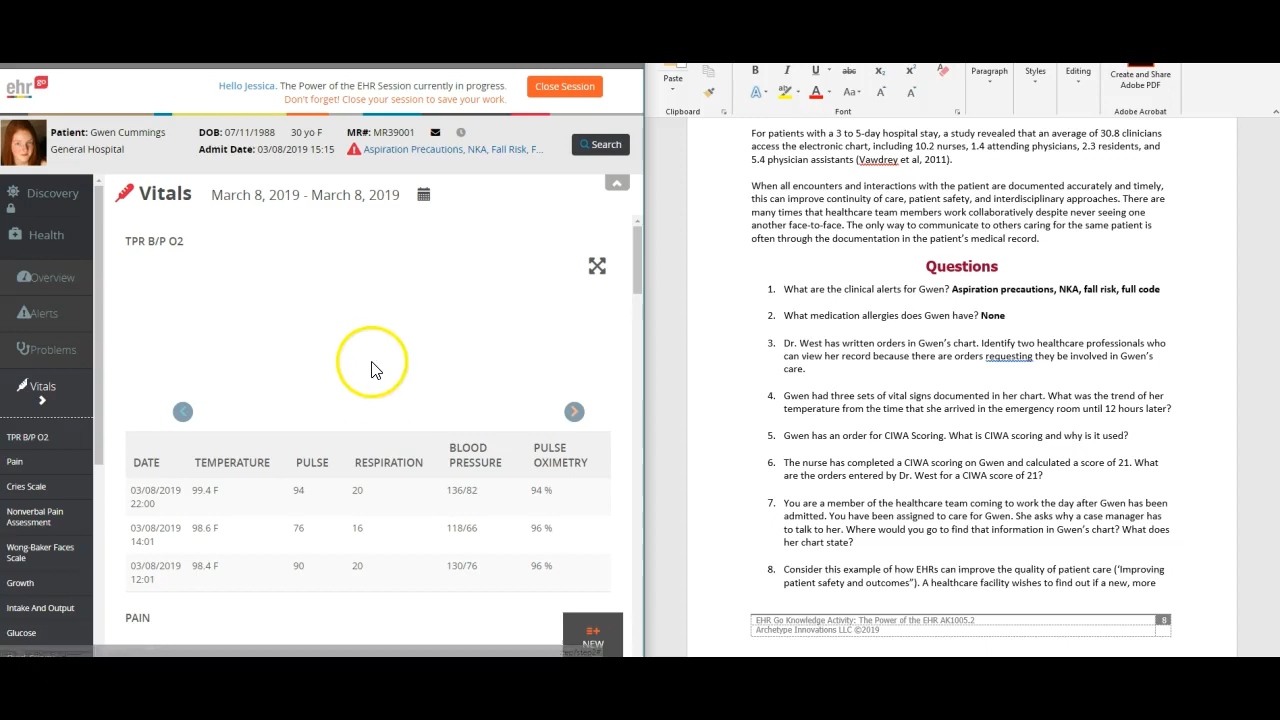 ehr go
Hello Jessica. The Power of the EHR Session currently in progress.
Don't forget! Close your session to save your work.
Close Session
Patient: Gwen Cummings
DOB: 07/11/1988 30 yo F MR#: MR39001
General Hospital
Admit Date: 03/08/2019 15:15
Aspiration Precautions, NKA, Fall Risk, F...
Search
Discovery
Health
Overview
Alerts
Problems
Vitals
TPR B/P O2
Pain
Cries Scale
Nonverbal Pain
Assessment
Wong-Baker Faces
Scale
Growth
Intake And Output
Glucose
Vitals March 8, 2019 - March 8, 2019
TPR B/P O2
DATE TEMPERATURE PULSE RESPIRATION BLOOD PRESSURE PULSE OXIMETRY
03/08/2019 22:00 99.4 F 94 20 136/82 94 %
03/08/2019 14:01 98.6 F 76 16 118/66 96 %
03/08/2019 12:01 98.4 F 90 20 130/76 96 %
PAIN
NEW
Paste
Clipboard
B I U abc x2 x2
A ab A Aa A A
Font
Paragraph
Styles
Editing
Create and Share
Adobe PDF
Adobe Acrobat
For patients with a 3 to 5-day hospital stay, a study revealed that an average of 30.8 clinicians
access the electronic chart, including 10.2 nurses, 1.4 attending physicians, 2.3 residents, and
5.4 physician assistants (Vawdrey et al, 2011).
When all encounters and interactions with the patient are documented accurately and timely,
this can improve continuity of care, patient safety, and interdisciplinary approaches. There are
many times that healthcare team members work collaboratively despite never seeing one
another face-to-face. The only way to communicate to others caring for the same patient is
often through the documentation in the patient's medical record.
Questions
1. What are the clinical alerts for Gwen? Aspiration precautions, NKA, fall risk, full code
2. What medication allergies does Gwen have? None
3. Dr. West has written orders in Gwen's chart. Identify two healthcare professionals who
can view her record because there are orders requesting they be involved in Gwen's
care.
4. Gwen had three sets of vital signs documented in her chart. What was the trend of her
temperature from the time that she arrived in the emergency room until 12 hours later?
5. Gwen has an order for CIWA Scoring. What is CIWA scoring and why is it used?
6. The nurse has completed a CIWA scoring on Gwen and calculated a score of 21. What
are the orders entered by Dr. West for a CIWA score of 21?
7. You are a member of the healthcare team coming to work the day after Gwen has been
admitted. You have been assigned to care for Gwen. She asks why a case manager has
to talk to her. Where would you go to find that information in Gwen's chart? What does
her chart state?
8. Consider this example of how EHRs can improve the quality of patient care ('Improving
patient safety and outcomes"). A healthcare facility wishes to find out if a new, more
EHR Go Knowledge Activity: The Power of the EHR.AK1005.2 8
Archetype Innovations LLC ©2019